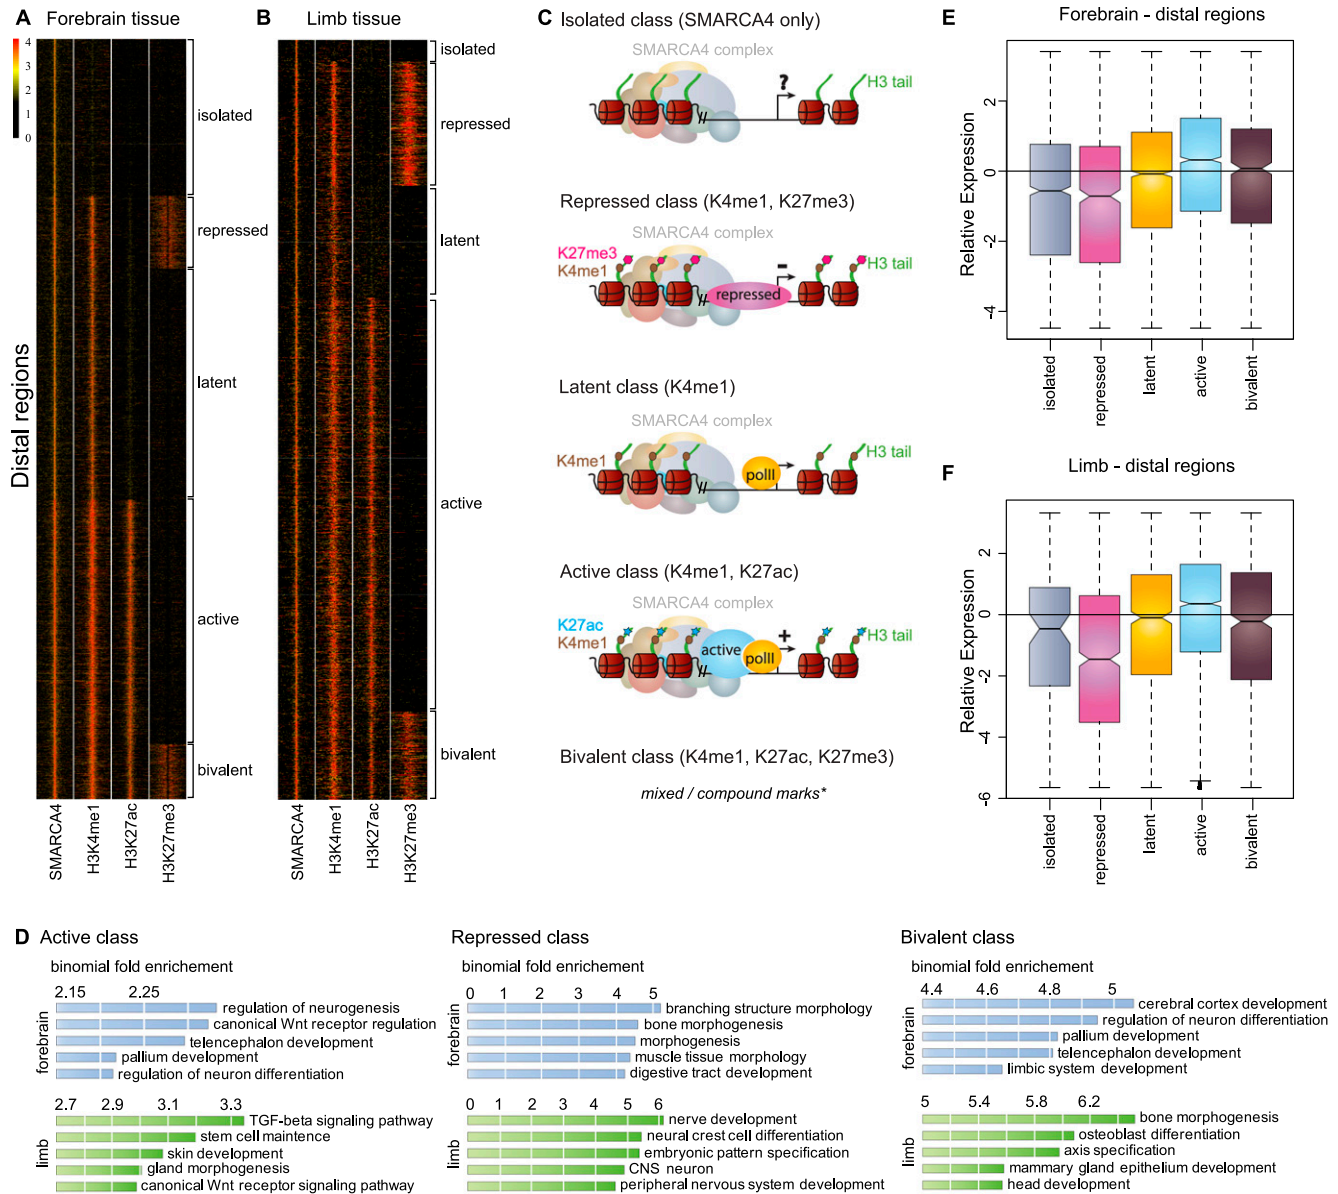 A Forebrain tissue
4
3
2
1
0
isolated
repressed
latent
active
bivalent
Distal regions
SMARCA4
H3K4me1
H3K27ac
H3K27me3
B Limb tissue
isolated
repressed
latent
active
bivalent
SMARCA4
H3K4me1
H3K27ac
H3K27me3
C Isolated class (SMARCA4 only)
SMARCA4 complex
?
H3 tail
Repressed class (K4me1, K27me3)
SMARCA4 complex
K27me3
K4me1
repressed
−
H3 tail
Latent class (K4me1)
SMARCA4 complex
K4me1
polII
H3 tail
Active class (K4me1, K27ac)
SMARCA4 complex
K27ac
K4me1
active
polII
+
H3 tail
Bivalent class (K4me1, K27ac, K27me3)
mixed / compound marks*
E Forebrain - distal regions
Relative Expression
2
0
-2
-4
isolated
repressed
latent
active
bivalent
F Limb - distal regions
Relative Expression
2
0
-2
-4
-6
isolated
repressed
latent
active
bivalent
D Active class
binomial fold enrichement
2.15 2.25
forebrain
regulation of neurogenesis
canonical Wnt receptor regulation
telencephalon development
pallium development
regulation of neuron differentiation
2.7 2.9 3.1 3.3
limb
TGF-beta signaling pathway
stem cell maintence
skin development
gland morphogenesis
canonical Wnt receptor signaling pathway
Repressed class
binomial fold enrichement
0 1 2 3 4 5
forebrain
branching structure morphology
bone morphogenesis
morphogenesis
muscle tissue morphology
digestive tract development
0 1 2 3 4 5 6
limb
nerve development
neural crest cell differentiation
embryonic pattern specification
CNS neuron
peripheral nervous system development
Bivalent class
binomial fold enrichement
4.4 4.6 4.8 5
forebrain
cerebral cortex development
regulation of neuron differentiation
pallium development
telencephalon development
limbic system development
5 5.4 5.8 6.2
limb
bone morphogenesis
osteoblast differentiation
axis specification
mammary gland epithelium development
head development